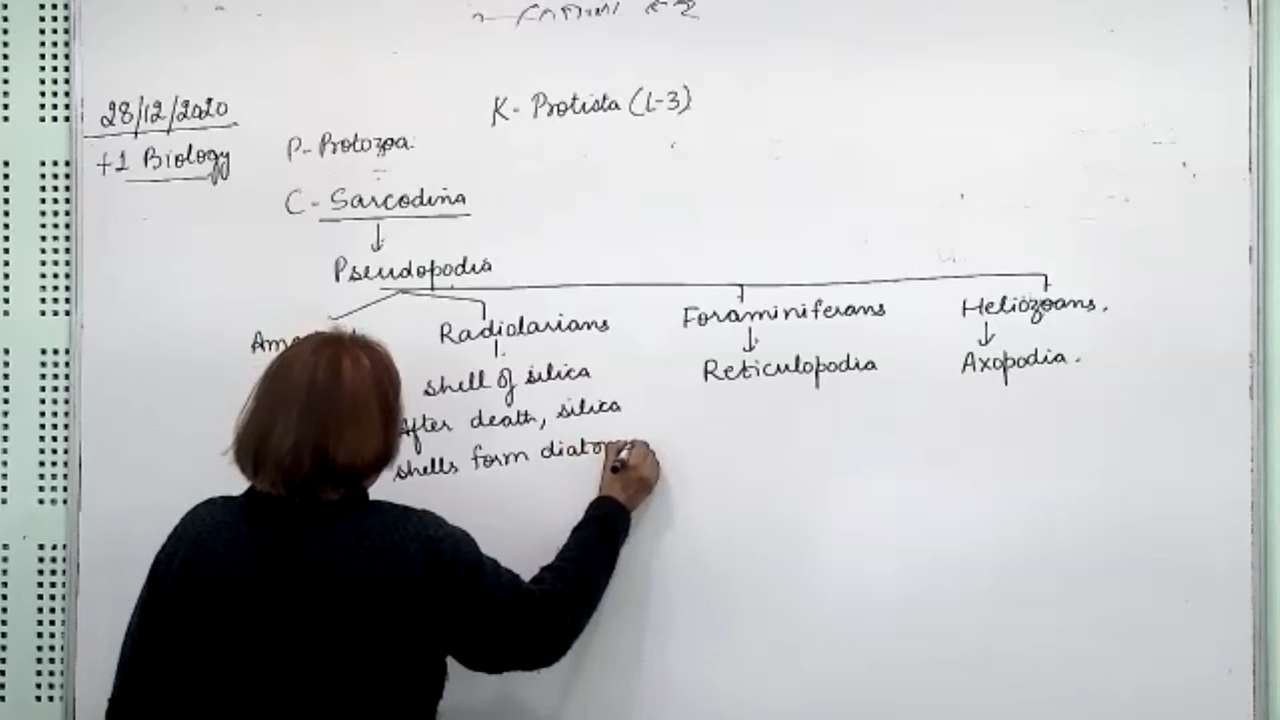 28/12/2020
K- Protista (L-3)
+1 Biology
P- Protozoa
C- Sarcodina
↓
Pseudopodia
Radiolarians
Foraminiferans
Heliozoans.
↓
↓
shell of silica
Reticulopodia
Axopodia.
After death, silica
shells form